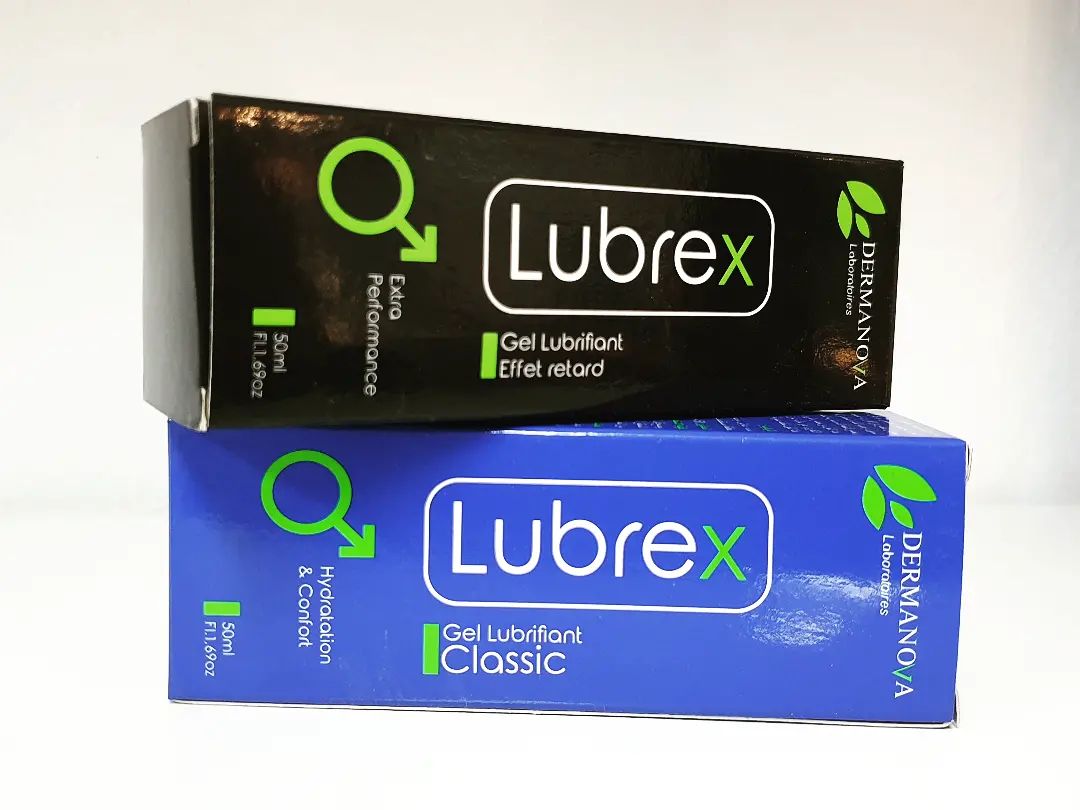 Lubrex
Gel Lubrifiant
Effet retard
Extra
Performance
50ml
Fl.1.69oz
DERMANOVA
Laboratoires
Lubrex
Gel Lubrifiant
Classic
Hydratation
& Confort
50ml
Fl.1.69oz
DERMANOVA
Laboratoires